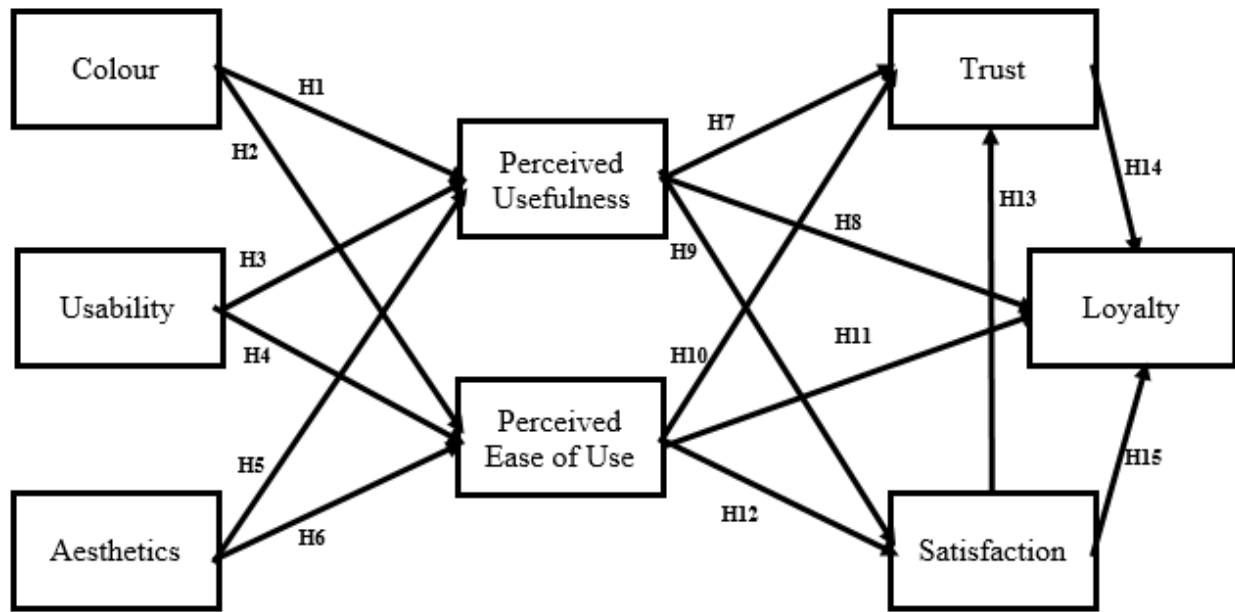 Colour
Trust
H1
H7
H2
Perceived
Usefulness
H14
H13
H8
H3
H9
Usability
Loyalty
H4
H11
H10
Perceived
Ease of Use
H5
H15
H12
H6
Aesthetics
Satisfaction